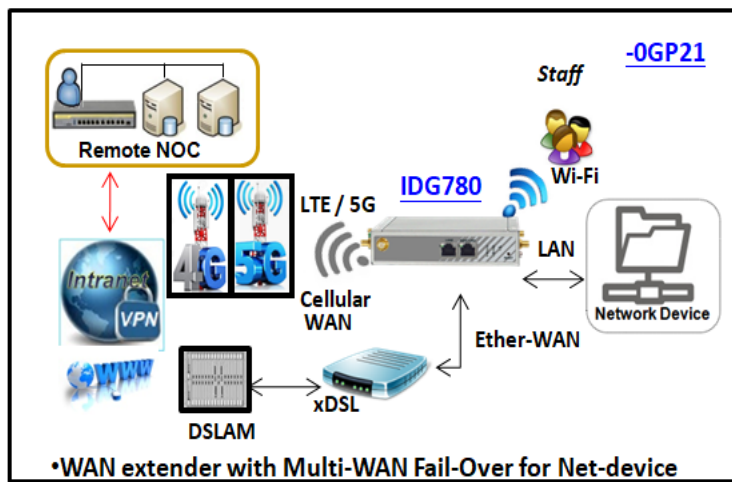 -0GP21
Staff
Remote NOC
IDG780
Wi-Fi
LTE / 5G
4G
5G
LAN
Intranet
VPN
Cellular
WAN
Network Device
Ether-WAN
WWW
xDSL
DSLAM
•WAN extender with Multi-WAN Fail-Over for Net-device